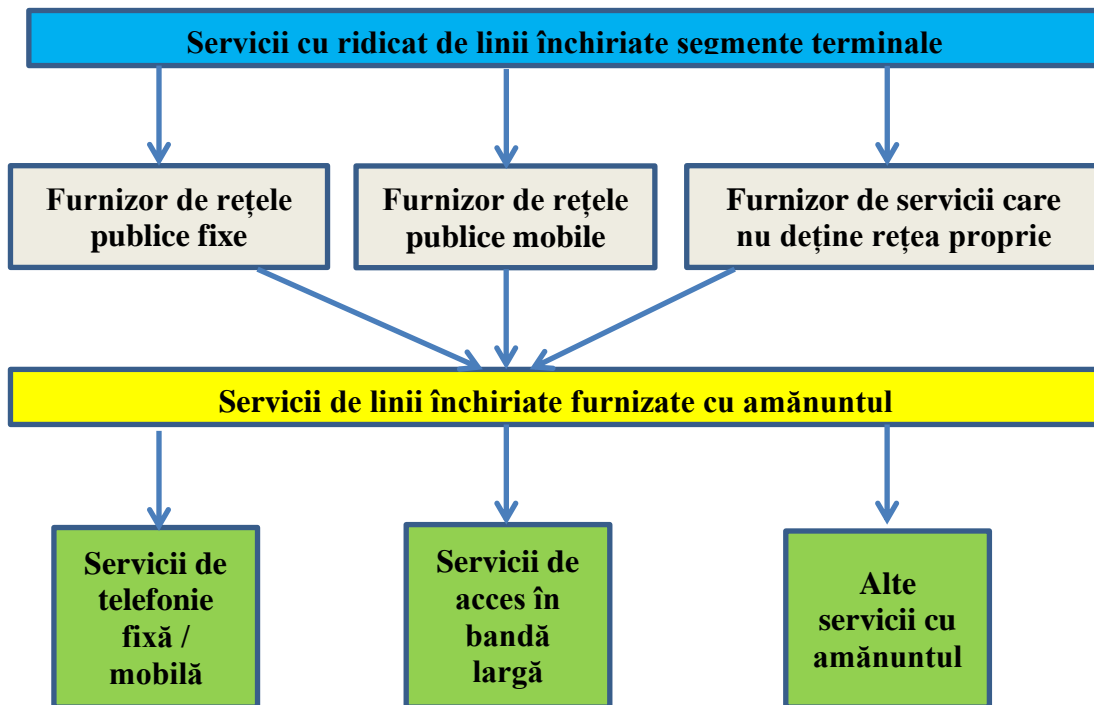 Servicii cu ridicat de linii închiriate segmente terminale
Furnizor de rețele
publice fixe
Furnizor de rețele
publice mobile
Furnizor de servicii care
nu deține rețea proprie
Servicii de linii închiriate furnizate cu amănuntul
Servicii de
telefonie
fixă /
mobilă
Servicii de
acces în
bandă
largă
Alte
servicii cu
amănuntul